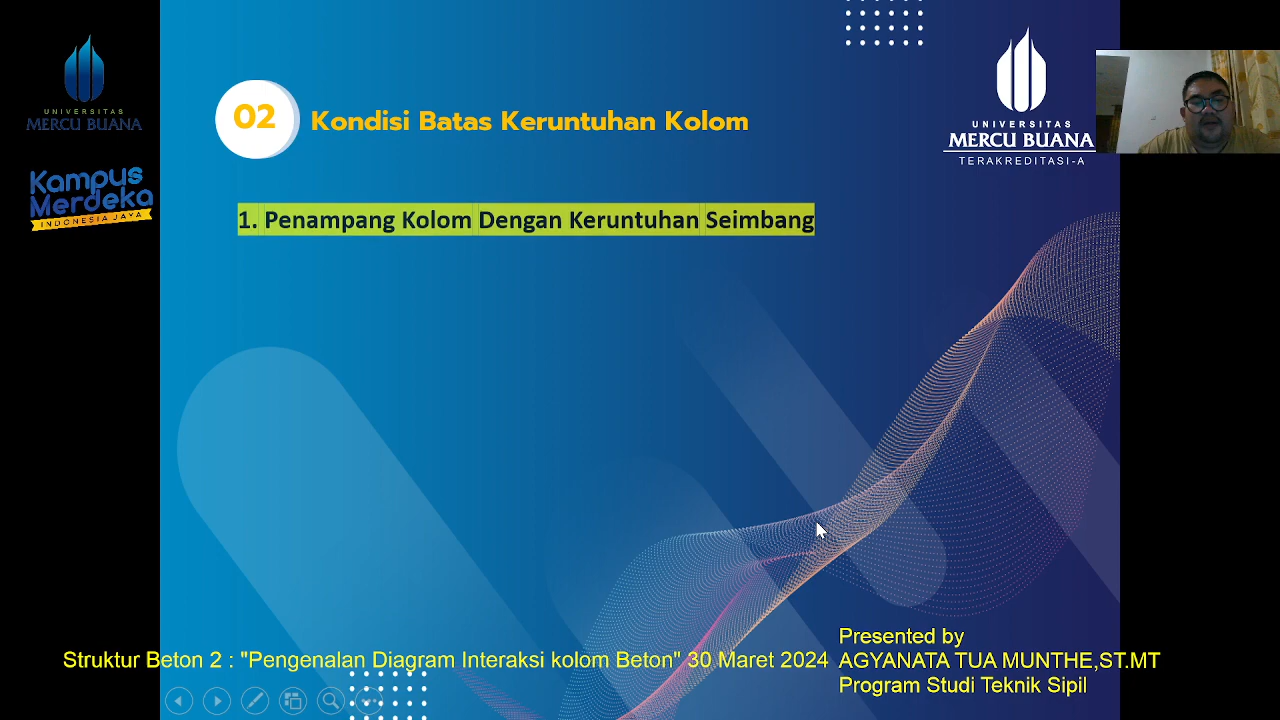 UNIVERSITAS
MERCU BUANA
Kampus
Merdeka
INDONESIA JAYA
02
Kondisi Batas Keruntuhan Kolom
UNIVERSITAS
MERCU BUANA
TERAKREDITASI-A
1. Penampang Kolom Dengan Keruntuhan Seimbang
Struktur Beton 2 : "Pengenalan Diagram Interaksi kolom Beton" 30 Maret 2024
Presented by
AGYANATA TUA MUNTHE,ST.MT
Program Studi Teknik Sipil